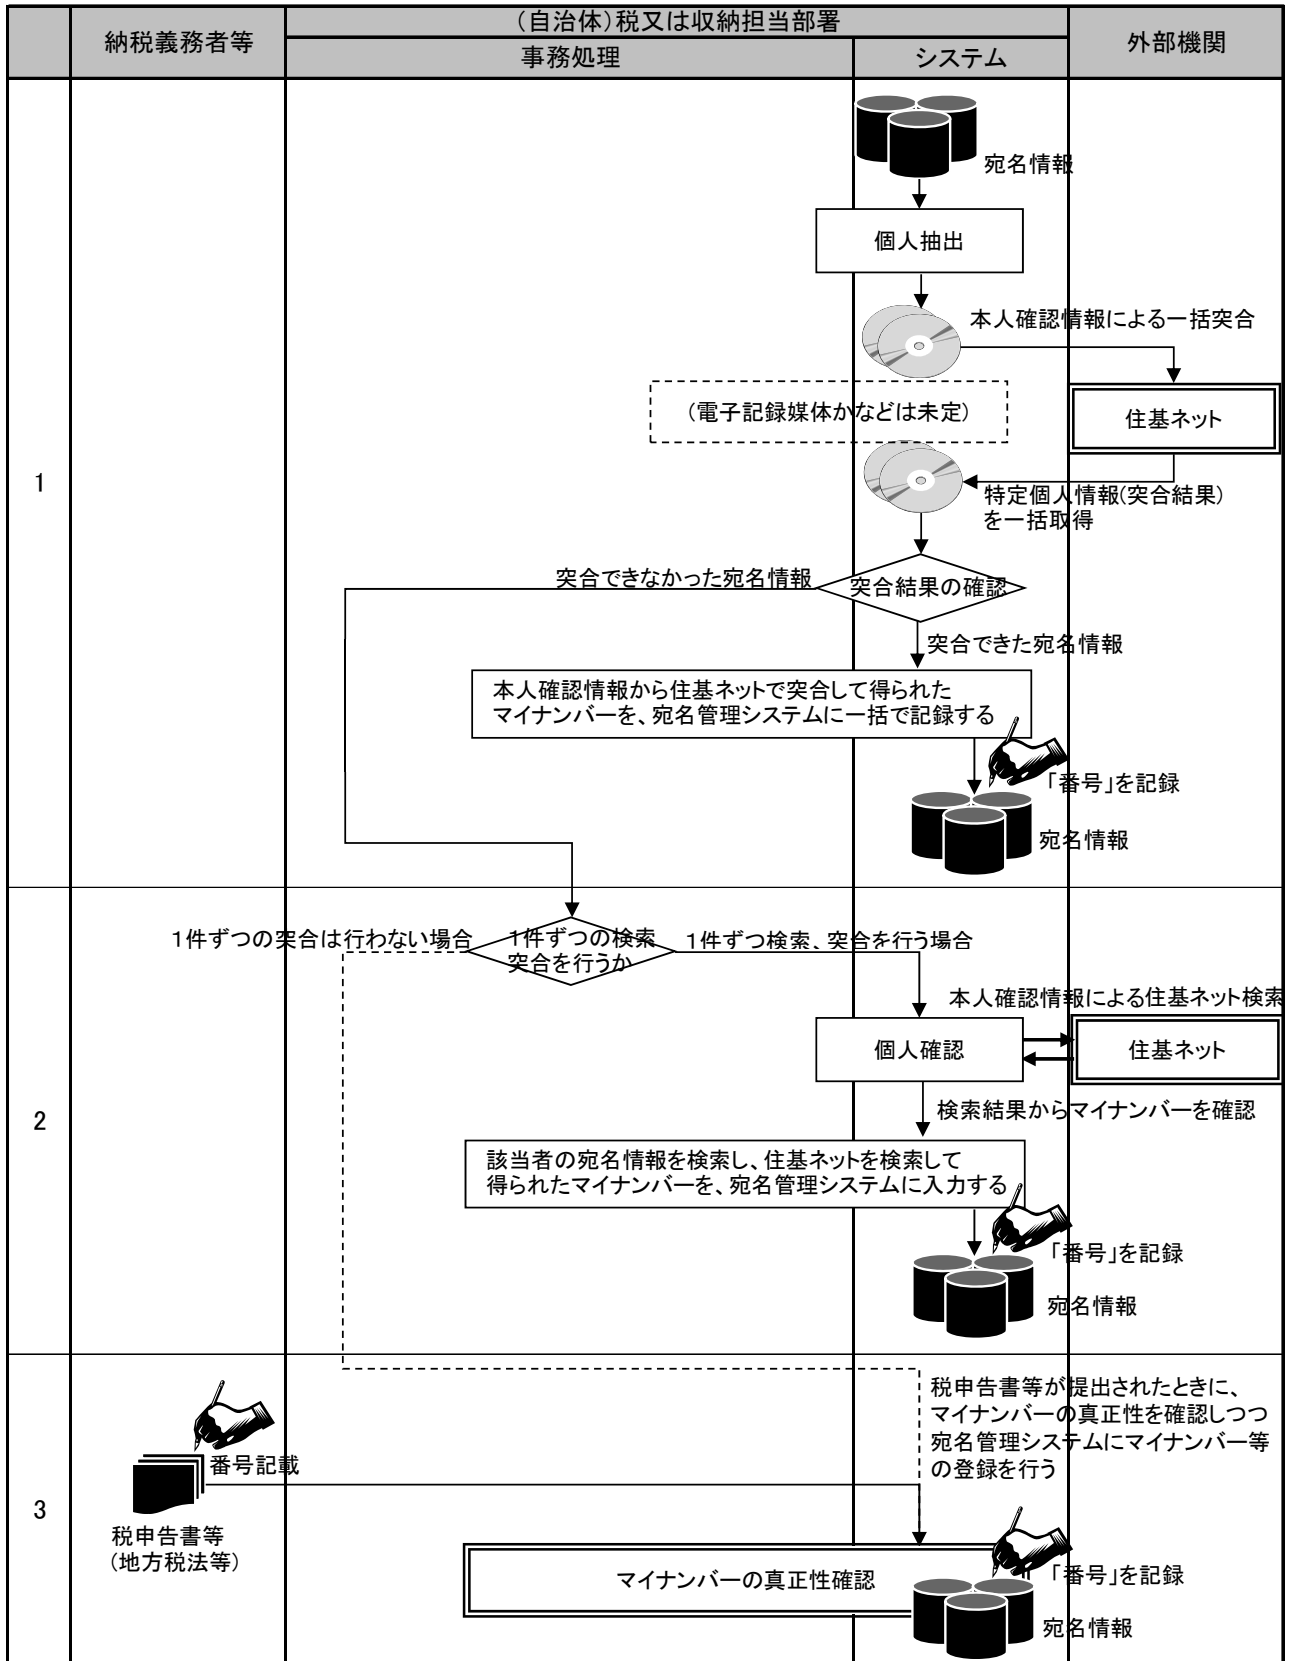 (自治体)税又は収納担当部署
納税義務者等
外部機関
事務処理
システム
宛名情報
個人抽出
本人確認情報による一括突合
(電子記録媒体かなどは未定)
住基ネット
1
特定個人情報(突合結果)
を一括取得
突合できなかった宛名情報
突合結果の確認
突合できた宛名情報
本人確認情報から住基ネットで突合して得られた
マイナンバーを、宛名管理システムに一括で記録する
「番号」を記録
宛名情報
1件ずつの突合は行わない場合
1件ずつの検索
突合を行うか
1件ずつ検索、突合を行う場合
本人確認情報による住基ネット検索
個人確認
住基ネット
2
検索結果からマイナンバーを確認
該当者の宛名情報を検索し、住基ネットを検索して
得られたマイナンバーを、宛名管理システムに入力する
「番号」を記録
宛名情報
税申告書等が提出されたときに、
マイナンバーの真正性を確認しつつ
宛名管理システムにマイナンバー等
の登録を行う
番号記載
3
税申告書等
(地方税法等)
マイナンバーの真正性確認
「番号」を記録
宛名情報